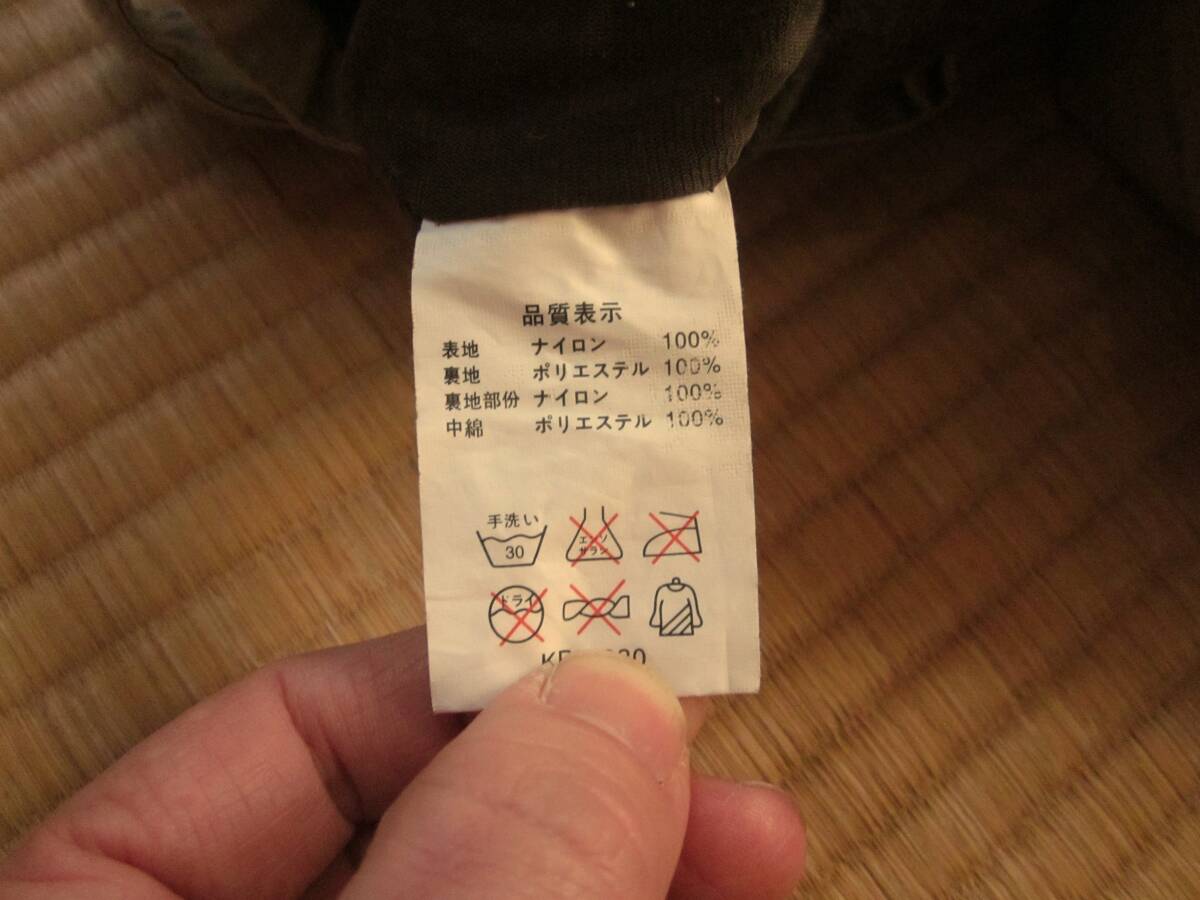 品質表示
表地 ナイロン 100%
裏地 ポリエステル 100%
裏地部份 ナイロン 100%
中綿 ポリエステル 100%
手洗い
30
エンソ
サラシ
ドライ